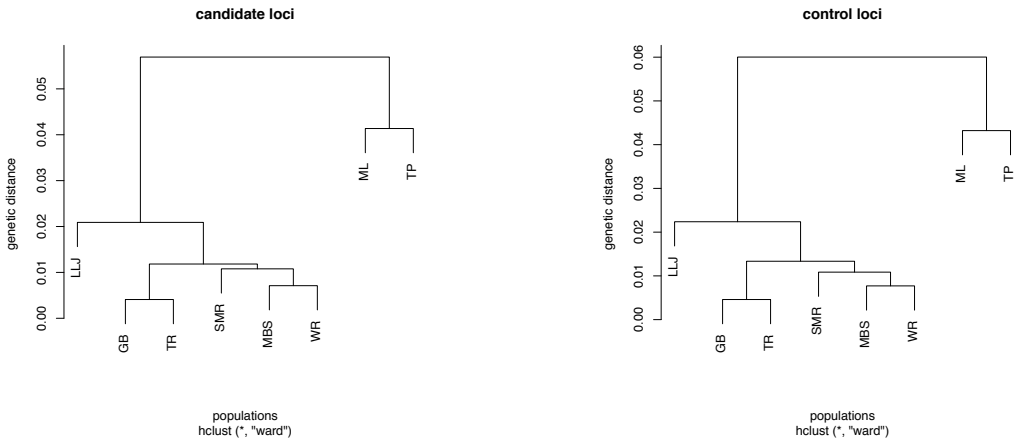 candidate loci
genetic distance
0.00
0.01
0.02
0.03
0.04
0.05
LLJ
GB
TR
SMR
MBS
WR
ML
TP
populations
hclust (*, "ward")
control loci
genetic distance
0.00
0.01
0.02
0.03
0.04
0.05
0.06
LLJ
GB
TR
SMR
MBS
WR
ML
TP
populations
hclust (*, "ward")